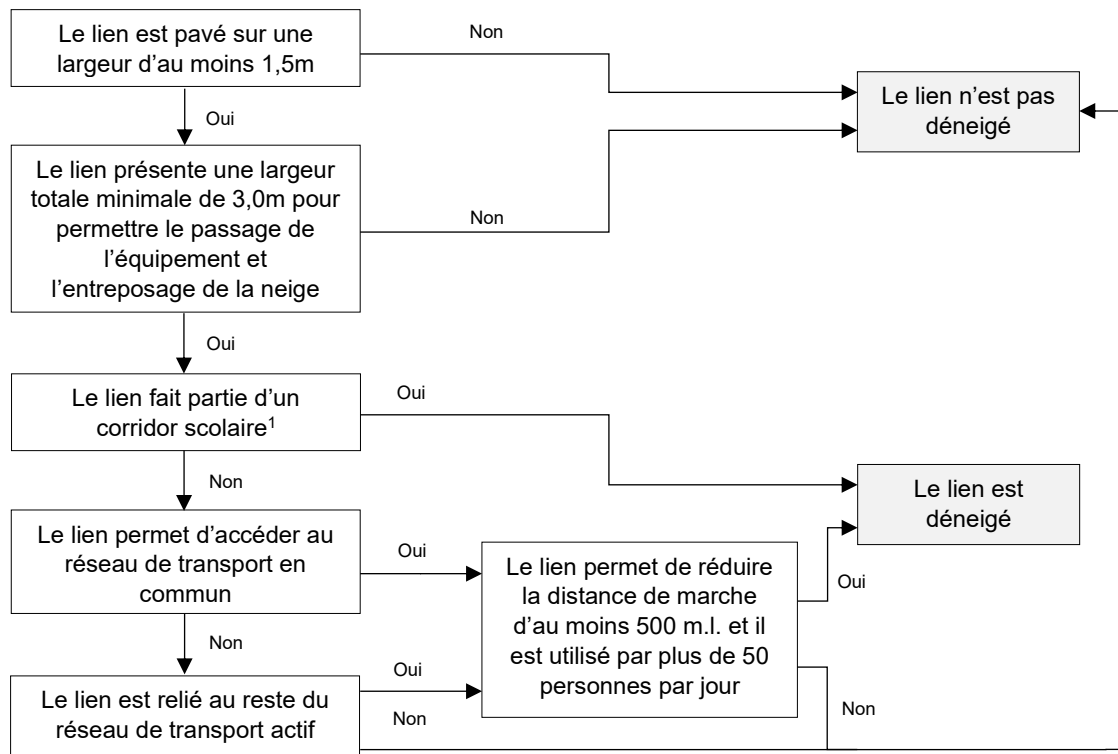 Le lien est pavé sur une
largeur d’au moins 1,5m
Non
Le lien n’est pas
déneigé
Oui
Le lien présente une largeur
totale minimale de 3,0m pour
permettre le passage de
l’équipement et
l’entreposage de la neige
Non
Oui
Le lien fait partie d’un
corridor scolaire¹
Oui
Non
Le lien est
déneigé
Le lien permet d’accéder au
réseau de transport en
commun
Oui
Le lien permet de réduire
la distance de marche
d’au moins 500 m.l. et il
est utilisé par plus de 50
personnes par jour
Oui
Non
Le lien est relié au reste du
réseau de transport actif
Oui
Non
Non